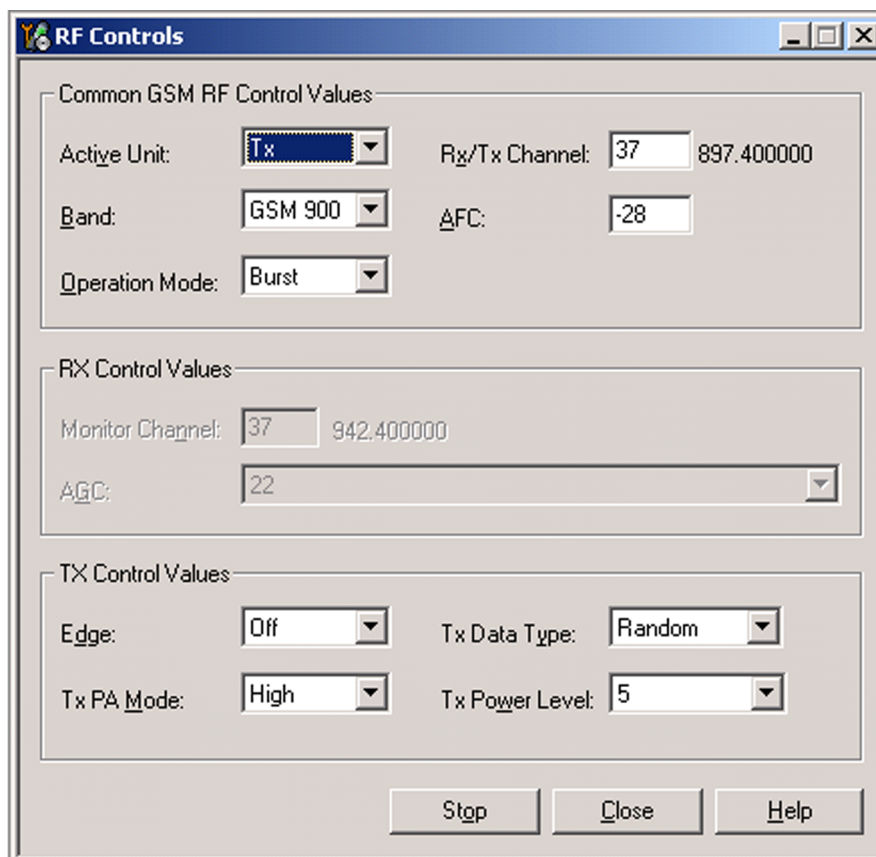 RF Controls
Common GSM RF Control Values
Active Unit: Tx Rx/Tx Channel: 37 897.400000
Band: GSM 900 AFC: -28
Operation Mode: Burst
RX Control Values
Monitor Channel: 37 942.400000
AGC: 22
TX Control Values
Edge: Off Tx Data Type: Random
Tx PA Mode: High Tx Power Level: 5
Stop Close Help